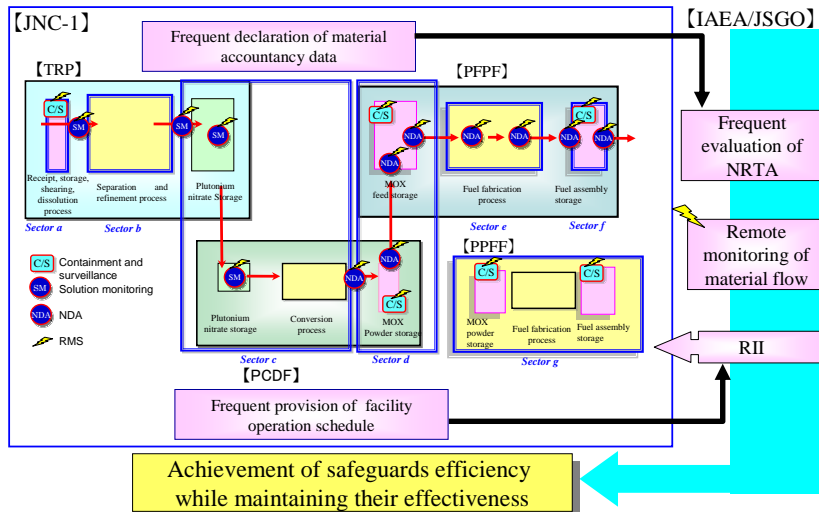 【JNC-1】
【IAEA/JSGO】
Frequent declaration of material
accountancy data
【TRP】
【PFPF】
C/S
SM
SM
SM
Receipt, storage,
shearing,
dissolution
process
Separation and
refinement process
Plutonium
nitrate Storage
Sector a
Sector b
C/S
NDA
NDA
NDA
NDA
NDA
C/S
NDA
MOX
feed storage
Fuel fabrication
process
Fuel assembly
storage
Sector e
Sector f
Frequent
evaluation of
NRTA
Remote
monitoring of
material flow
RII
C/S
Containment and
surveillance
SM
Solution monitoring
NDA
NDA
RMS
SM
NDA
NDA
C/S
Plutonium
nitrate storage
Conversion
process
MOX
Powder storage
Sector c
Sector d
【PCDF】
【PPFF】
C/S
C/S
MOX
powder
storage
Fuel fabrication
process
Fuel assembly
storage
Sector g
Frequent provision of facility
operation schedule
Achievement of safeguards efficiency
while maintaining their effectiveness